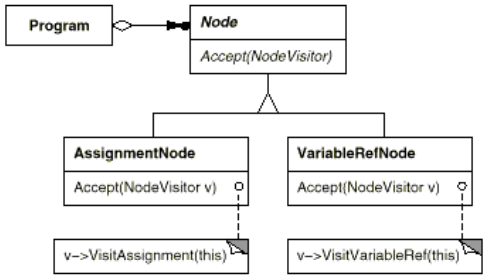 Program
Node
Accept(NodeVisitor)
AssignmentNode
Accept(NodeVisitor v)
v->VisitAssignment(this)
VariableRefNode
Accept(NodeVisitor v)
v->VisitVariableRef(this)